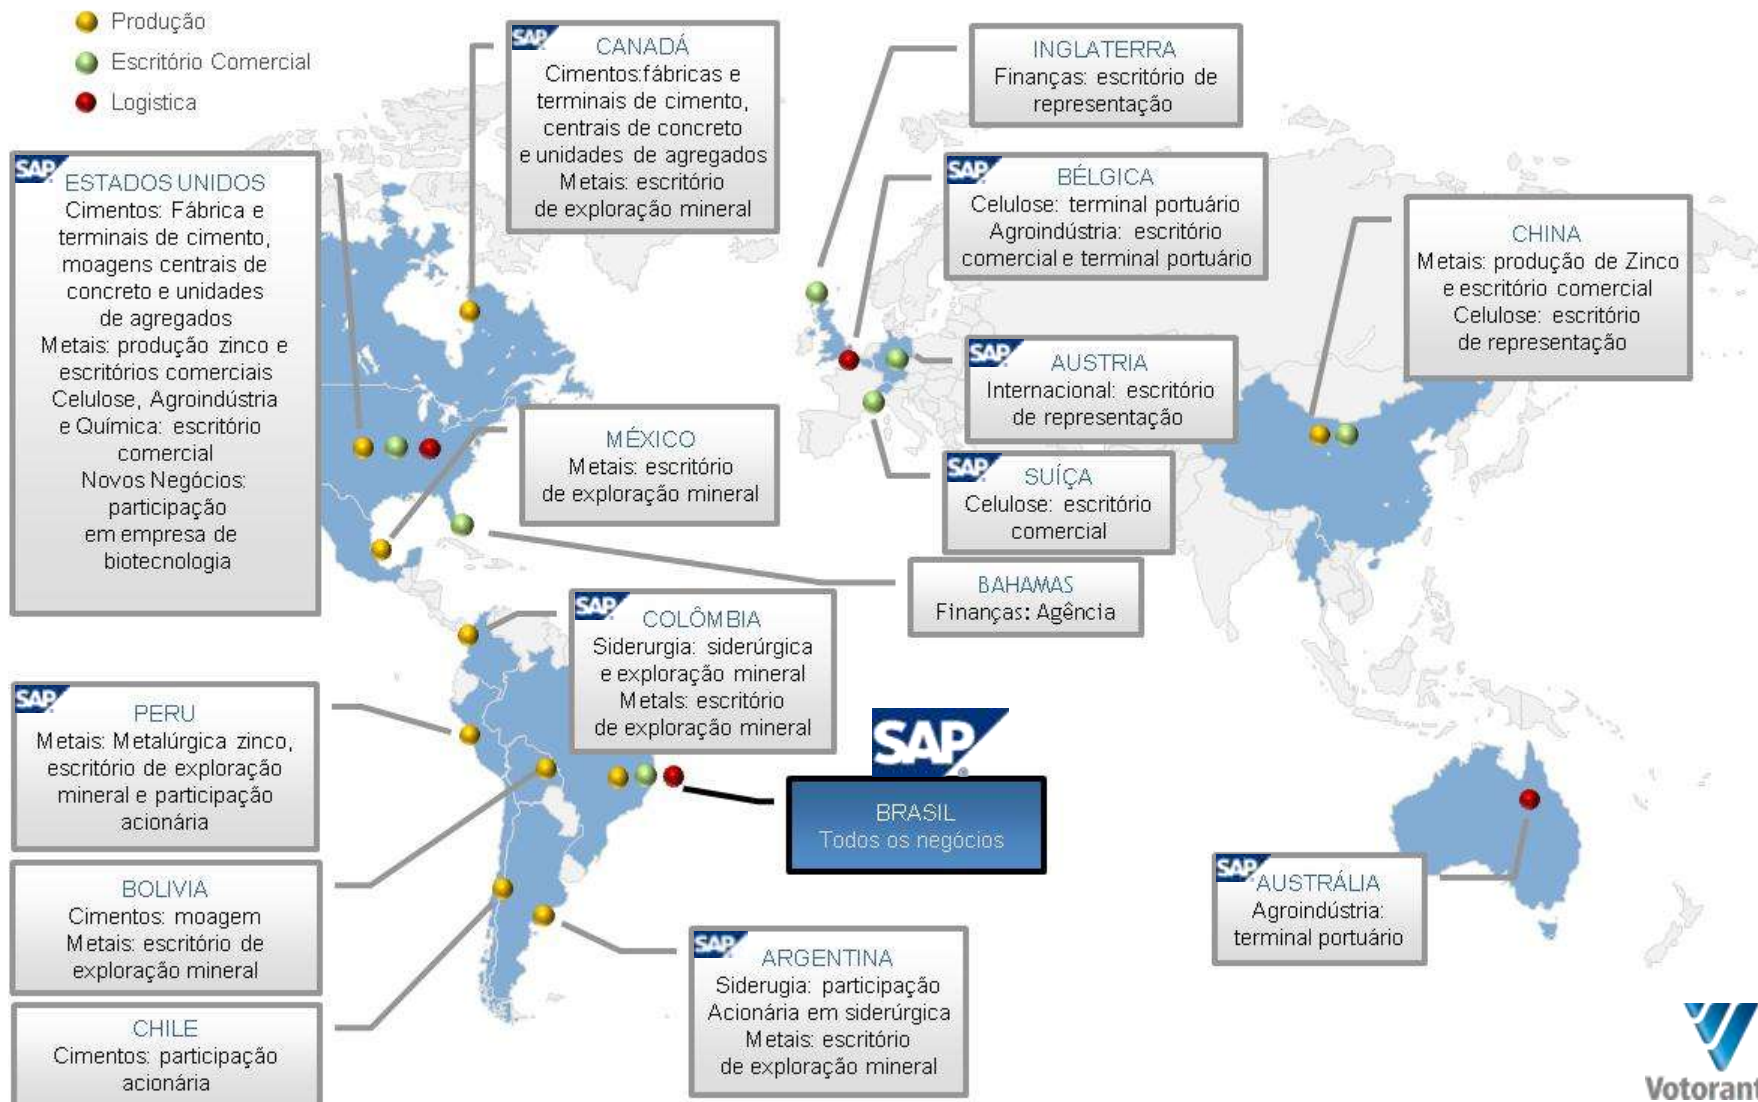 Produção
Escritório Comercial
Logistica
SAP
CANADÁ
Cimentos:fábricas e
terminais de cimento,
centrais de concreto
e unidades de agregados
Metais: escritório
de exploração mineral
INGLATERRA
Finanças: escritório de
representação
SAP
ESTADOS UNIDOS
Cimentos: Fábrica e
terminais de cimento,
moagens centrais de
concreto e unidades
de agregados
Metais: produção zinco e
escritórios comerciais
Celulose, Agroindústria
e Química: escritório
comercial
Novos Negócios:
participação
em empresa de
biotecnologia
SAP
BÉLGICA
Celulose: terminal portuário
Agroindústria: escritório
comercial e terminal portuário
CHINA
Metais: produção de Zinco
e escritório comercial
Celulose: escritório
de representação
SAP
AUSTRIA
Internacional: escritório
de representação
MÉXICO
Metais: escritório
de exploração mineral
SAP
SUÍÇA
Celulose: escritório
comercial
BAHAMAS
Finanças: Agência
SAP
COLÔMBIA
Siderurgia: siderúrgica
e exploração mineral
Metals: escritório
de exploração mineral
SAP
PERU
Metais: Metalúrgica zinco,
escritório de exploração
mineral e participação
acionária
SAP
BRASIL
Todos os negócios
BOLIVIA
Cimentos: moagem
Metais: escritório de
exploração mineral
SAP
AUSTRÁLIA
Agroindústria:
terminal portuário
SAP
ARGENTINA
Siderugia: participação
Acionária em siderúrgica
Metais: escritório
de exploração mineral
CHILE
Cimentos: participação
acionária
Votorant